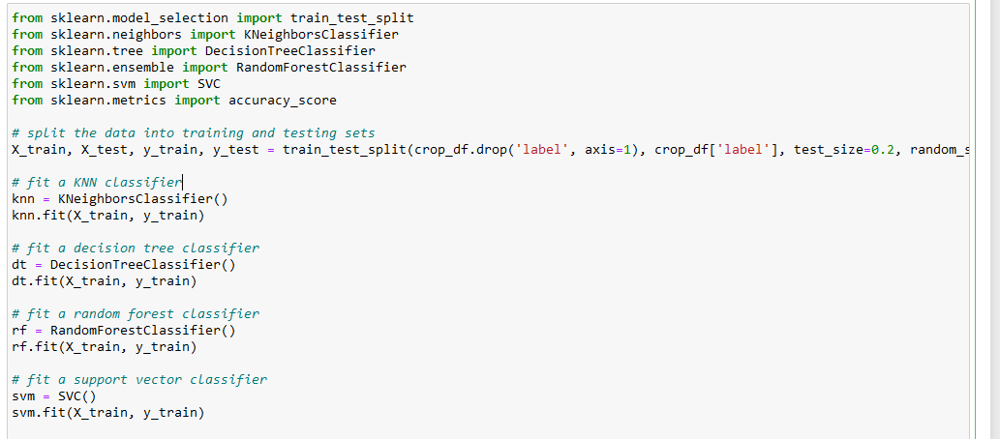 from sklearn.model_selection import train_test_split
from sklearn.neighbors import KNeighborsClassifier
from sklearn.tree import DecisionTreeClassifier
from sklearn.ensemble import RandomForestClassifier
from sklearn.svm import SVC
from sklearn.metrics import accuracy_score
# split the data into training and testing sets
X_train, X_test, y_train, y_test = train_test_split(crop_df.drop('label', axis=1), crop_df['label'], test_size=0.2, random_s
# fit a KNN classifier
knn = KNeighborsClassifier()
knn.fit(X_train, y_train)
# fit a decision tree classifier
dt = DecisionTreeClassifier()
dt.fit(X_train, y_train)
# fit a random forest classifier
rf = RandomForestClassifier()
rf.fit(X_train, y_train)
# fit a support vector classifier
svm = SVC()
svm.fit(X_train, y_train)